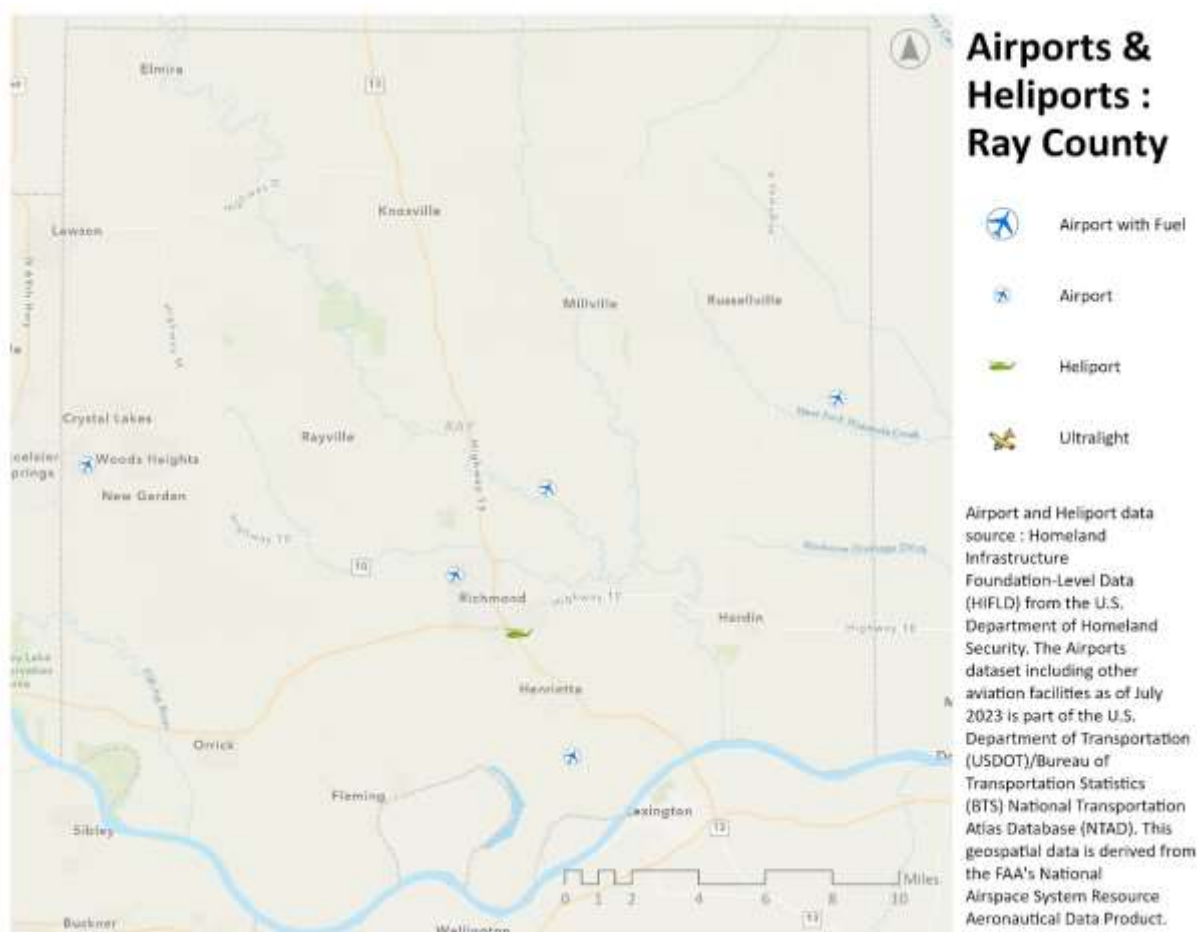 Airports &
Heliports :
Ray County
Airport with Fuel
Airport
Heliport
Ultralight
Airport and Heliport data
source : Homeland
Infrastructure
Foundation-Level Data
(HIFLD) from the U.S.
Department of Homeland
Security. The Airports
dataset including other
aviation facilities as of July
2023 is part of the U.S.
Department of Transportation
(USDOT)/Bureau of
Transportation Statistics
(BTS) National Transportation
Atlas Database (NTAD). This
geospatial data is derived from
the FAA's National
Airspace System Resource
Aeronautical Data Product.
Elmira
13
Highway D
Knoxville
Lawson
Millville
Russellville
Crystal Lakes
RAY
Rayville
Highway 13
Woods Heights
New Garden
Highway 10
10
Richmond
Highway 10
Hardin
Highway 10
Henrietta
Orrick
Fleming
Lexington
Sibley
13
Miles
0 1 2 4 6 8 10
13
Buckner
Wellington